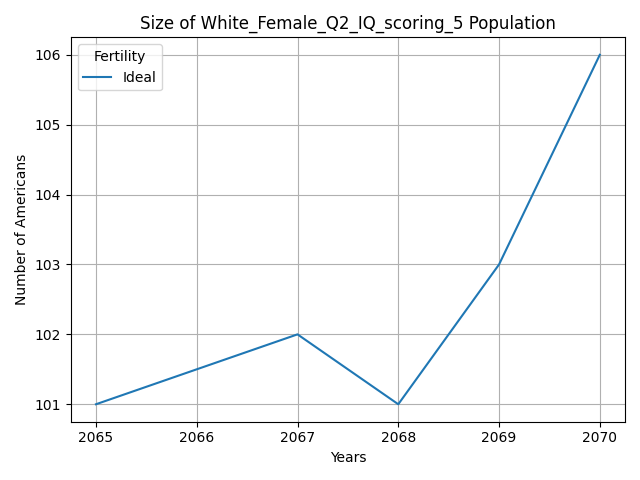 Size of White_Female_Q2_IQ_scoring_5 Population
Fertility
Ideal
Number of Americans
106
105
104
103
102
101
2065 2066 2067 2068 2069 2070
Years